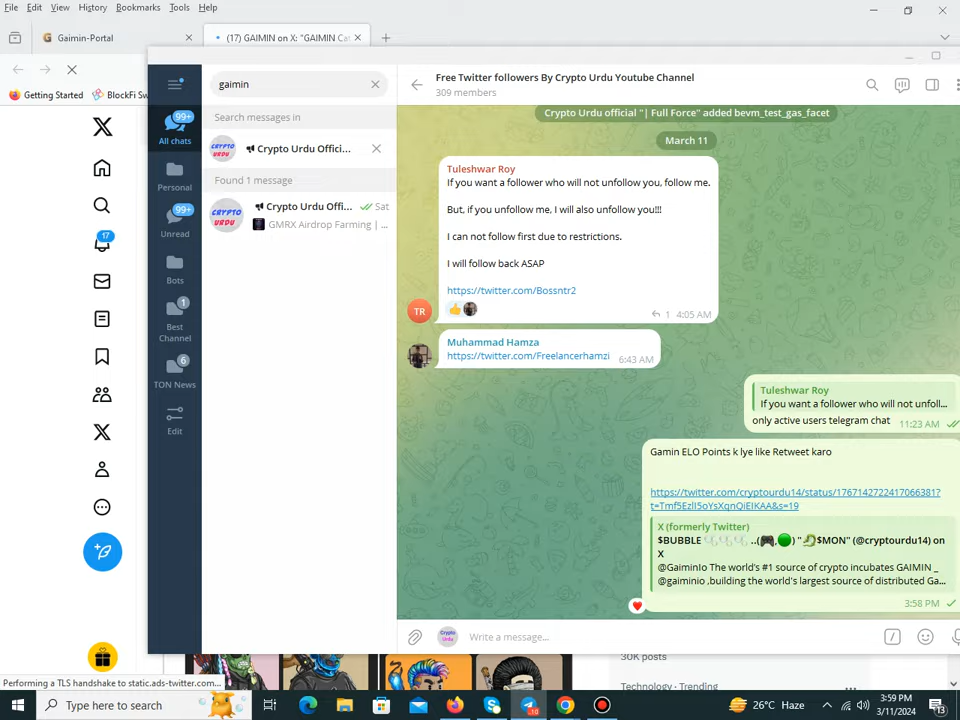 File Edit View History Bookmarks Tools Help
Gaimin-Portal
(17) GAIMIN on X: "GAIMIN Ca
Getting Started
BlockFi Sw
gaimin
Free Twitter followers By Crypto Urdu Youtube Channel
309 members
99+
All chats
Personal
99+
Unread
Bots
1
Best
Channel
6
TON News
Edit
17
Search messages in
CRYPTO
URDU
Crypto Urdu Offici...
Found 1 message
CRYPTO
URDU
Crypto Urdu Offi... Sat
GMRX Airdrop Farming | ...
Crypto Urdu official "| Full Force" added bevm_test_gas_facet
March 11
Tuleshwar Roy
If you want a follower who will not unfollow you, follow me.
But, if you unfollow me, I will also unfollow you!!!
I can not follow first due to restrictions.
I will follow back ASAP
https://twitter.com/Bossntr2
TR
1 4:05 AM
Muhammad Hamza
https://twitter.com/Freelancerhamzi
6:43 AM
Tuleshwar Roy
If you want a follower who will not unfoll...
only active users telegram chat 11:23 AM
Gamin ELO Points k lye like Retweet karo
https://twitter.com/cryptourdu14/status/1767142722417066381?
t=Tmf5EzlI5oYsXqnQiEIKAA&s=19
X (formerly Twitter)
$BUBBLE 🫧🫧🫧 ..(🎮,🟢) "🐉$MON" (@cryptourdu14) on
X
@GaiminIo The world's #1 source of crypto incubates GAIMIN _
@gaiminio ,building the world's largest source of distributed Ga...
3:58 PM
Write a message...
30K posts
Technology · Trending
Performing a TLS handshake to static.ads-twitter.com...
Type here to search
26°C Haze
3:59 PM
3/11/2024